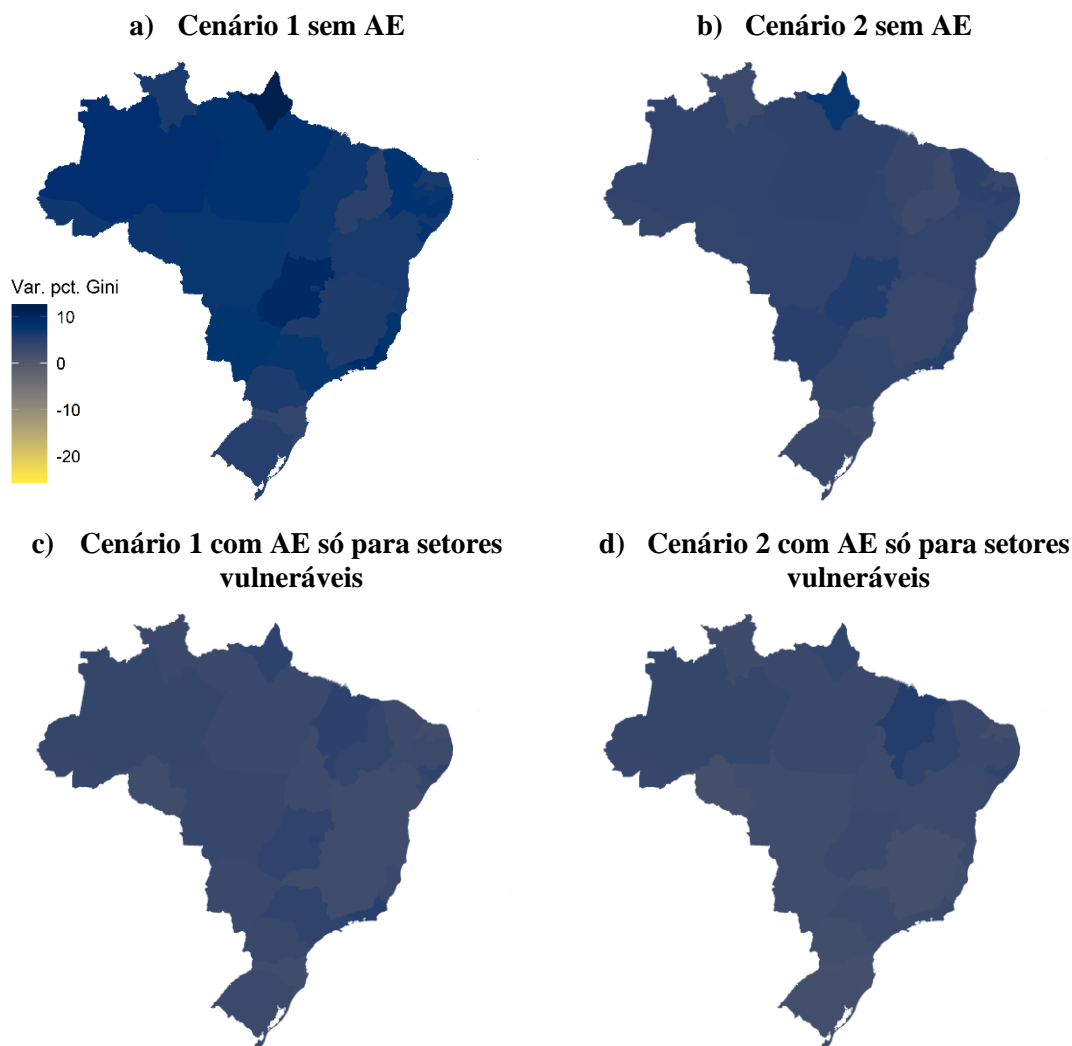 a) Cenário 1 sem AE
b) Cenário 2 sem AE
Var. pct. Gini
10
0
-10
-20
c) Cenário 1 com AE só para setores
vulneráveis
d) Cenário 2 com AE só para setores
vulneráveis